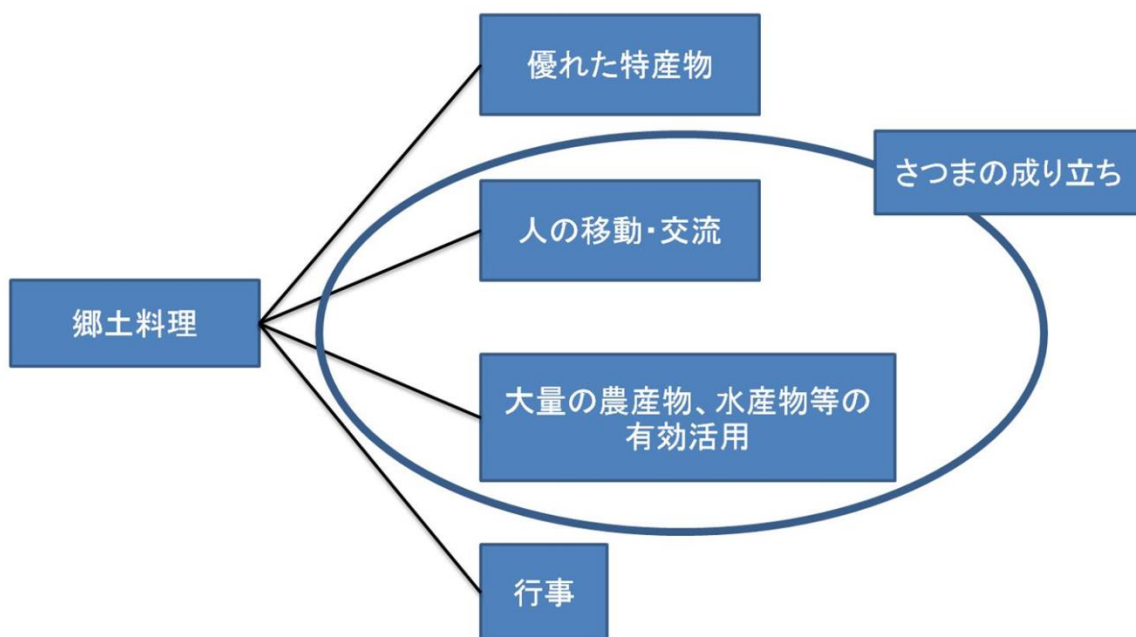 優れた特産物
さつまの成り立ち
人の移動・交流
郷土料理
大量の農産物、水産物等の
有効活用
行事